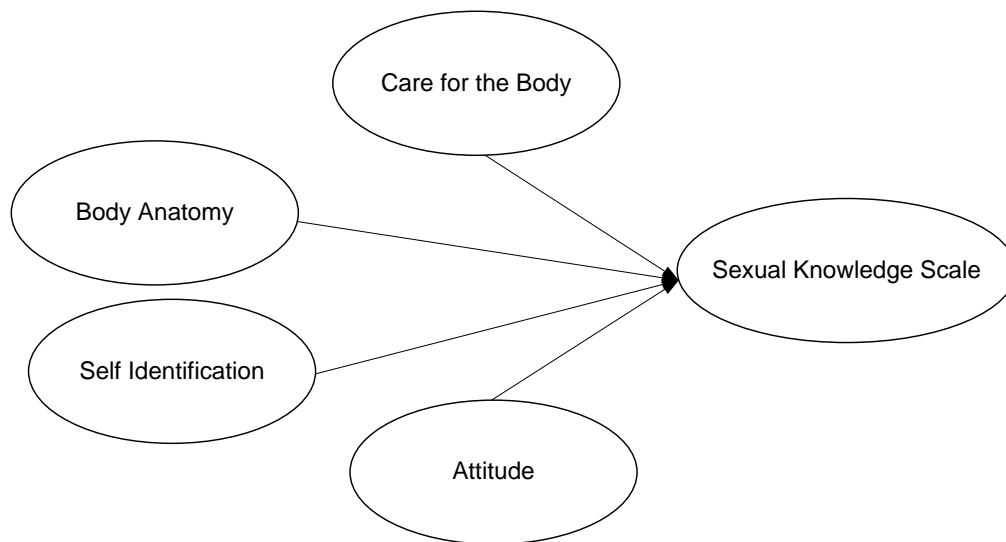 Care for the Body
Body Anatomy
Sexual Knowledge Scale
Self Identification
Attitude